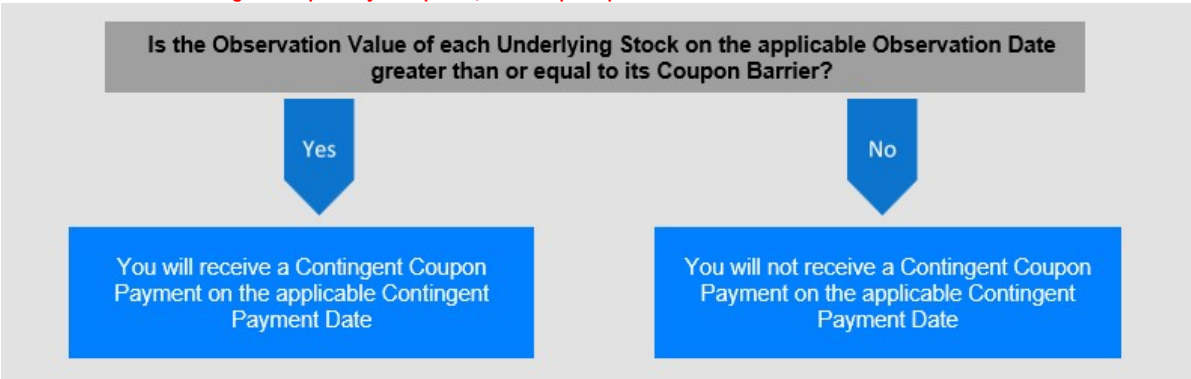 Is the Observation Value of each Underlying Stock on the applicable Observation Date
greater than or equal to its Coupon Barrier?
Yes
No
You will receive a Contingent Coupon
Payment on the applicable Contingent
Payment Date
You will not receive a Contingent Coupon
Payment on the applicable Contingent
Payment Date